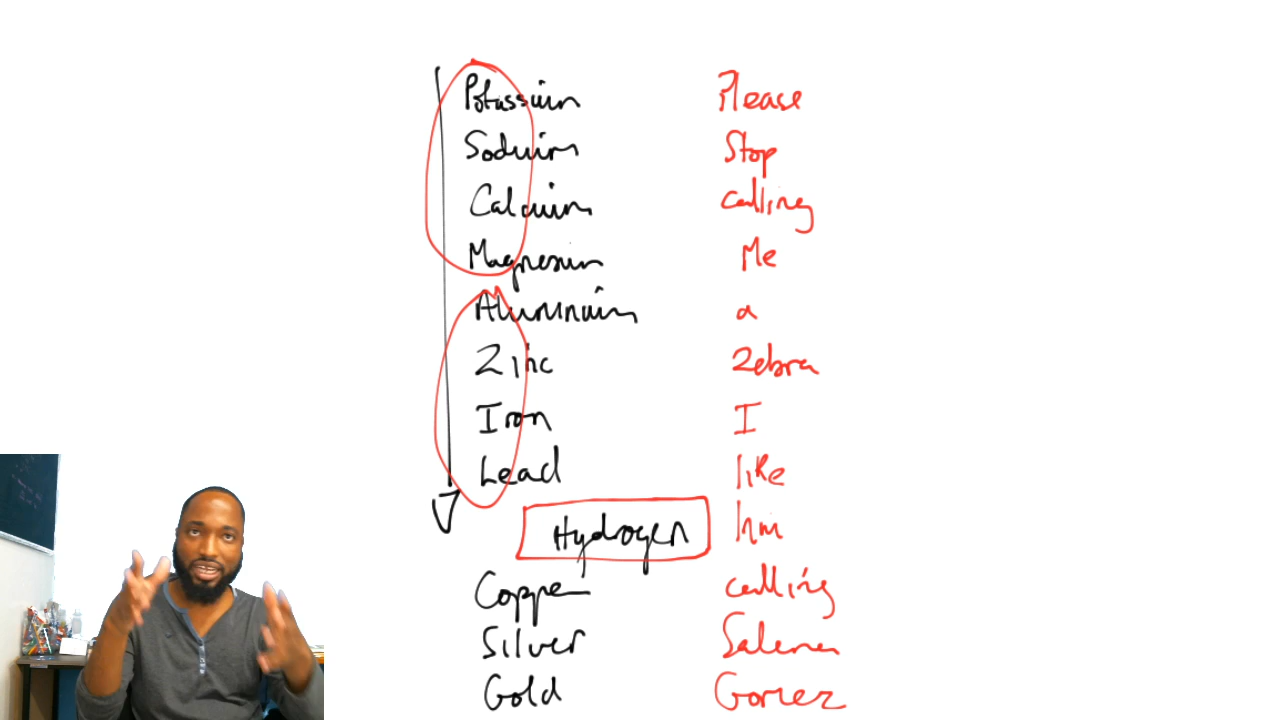 Potassium Please
Sodium Stop
Calcium calling
Magnesium Me
Aluminium a
Zinc Zebra
Iron I
Lead like
Hydrogen him
Copper calling
Silver Salena
Gold Gomez